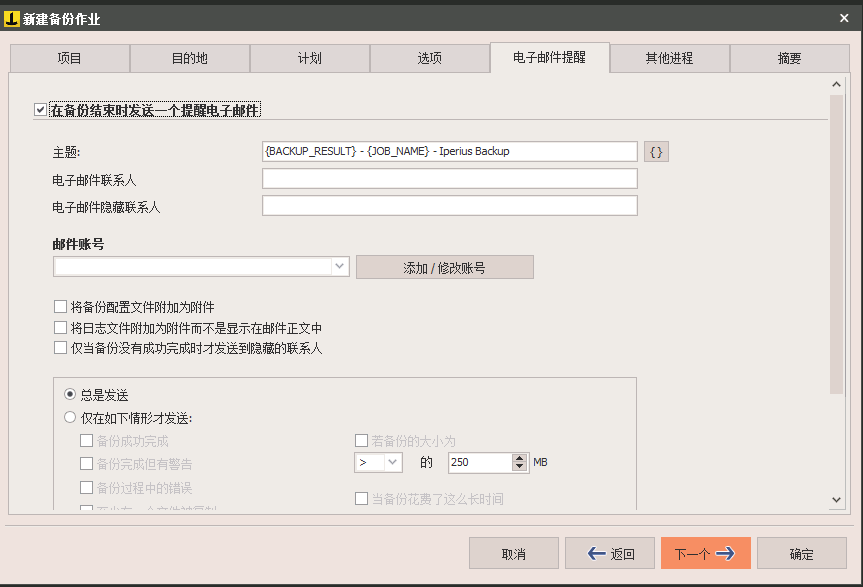 新建备份作业
项目 目的地 计划 选项 电子邮件提醒 其他进程 摘要
在备份结束时发送一个提醒电子邮件
主题: {BACKUP_RESULT} - {JOB_NAME} - Iperius Backup {}
电子邮件联系人
电子邮件隐藏联系人
邮件账号
添加 / 修改账号
将备份配置文件附加为附件
将日志文件附加为附件而不是显示在邮件正文中
仅当备份没有成功完成时才发送到隐藏的联系人
总是发送
仅在如下情形才发送:
备份成功完成 若备份的大小为
备份完成但有警告 > 的 250 MB
备份过程中的错误
当备份花费了这么长时间
取消 返回 下一个 确定